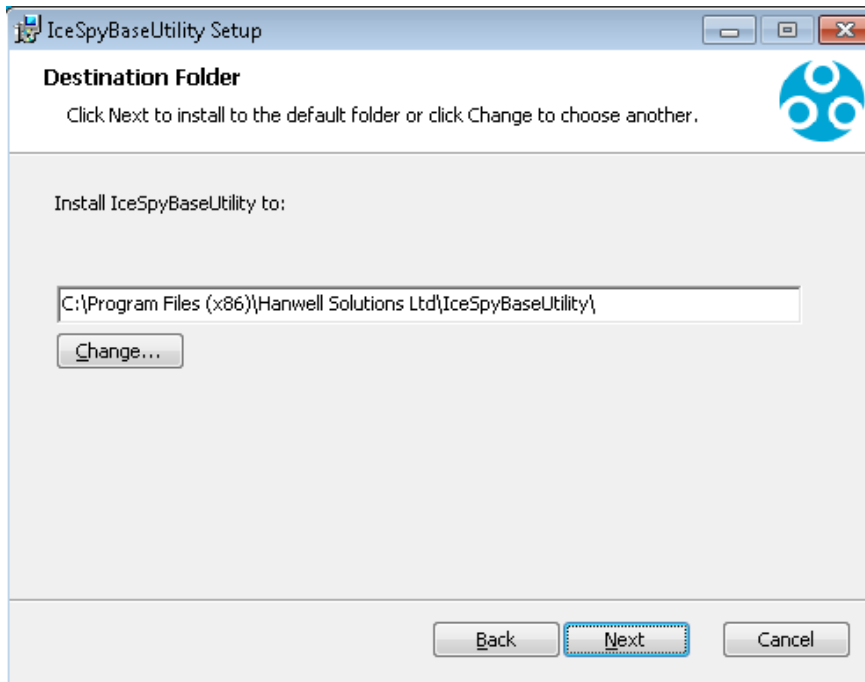 IceSpyBaseUtility Setup
Destination Folder
Click Next to install to the default folder or click Change to choose another.
Install IceSpyBaseUtility to:
C:\Program Files (x86)\Hanwell Solutions Ltd\IceSpyBaseUtility\
Change...
Back Next Cancel